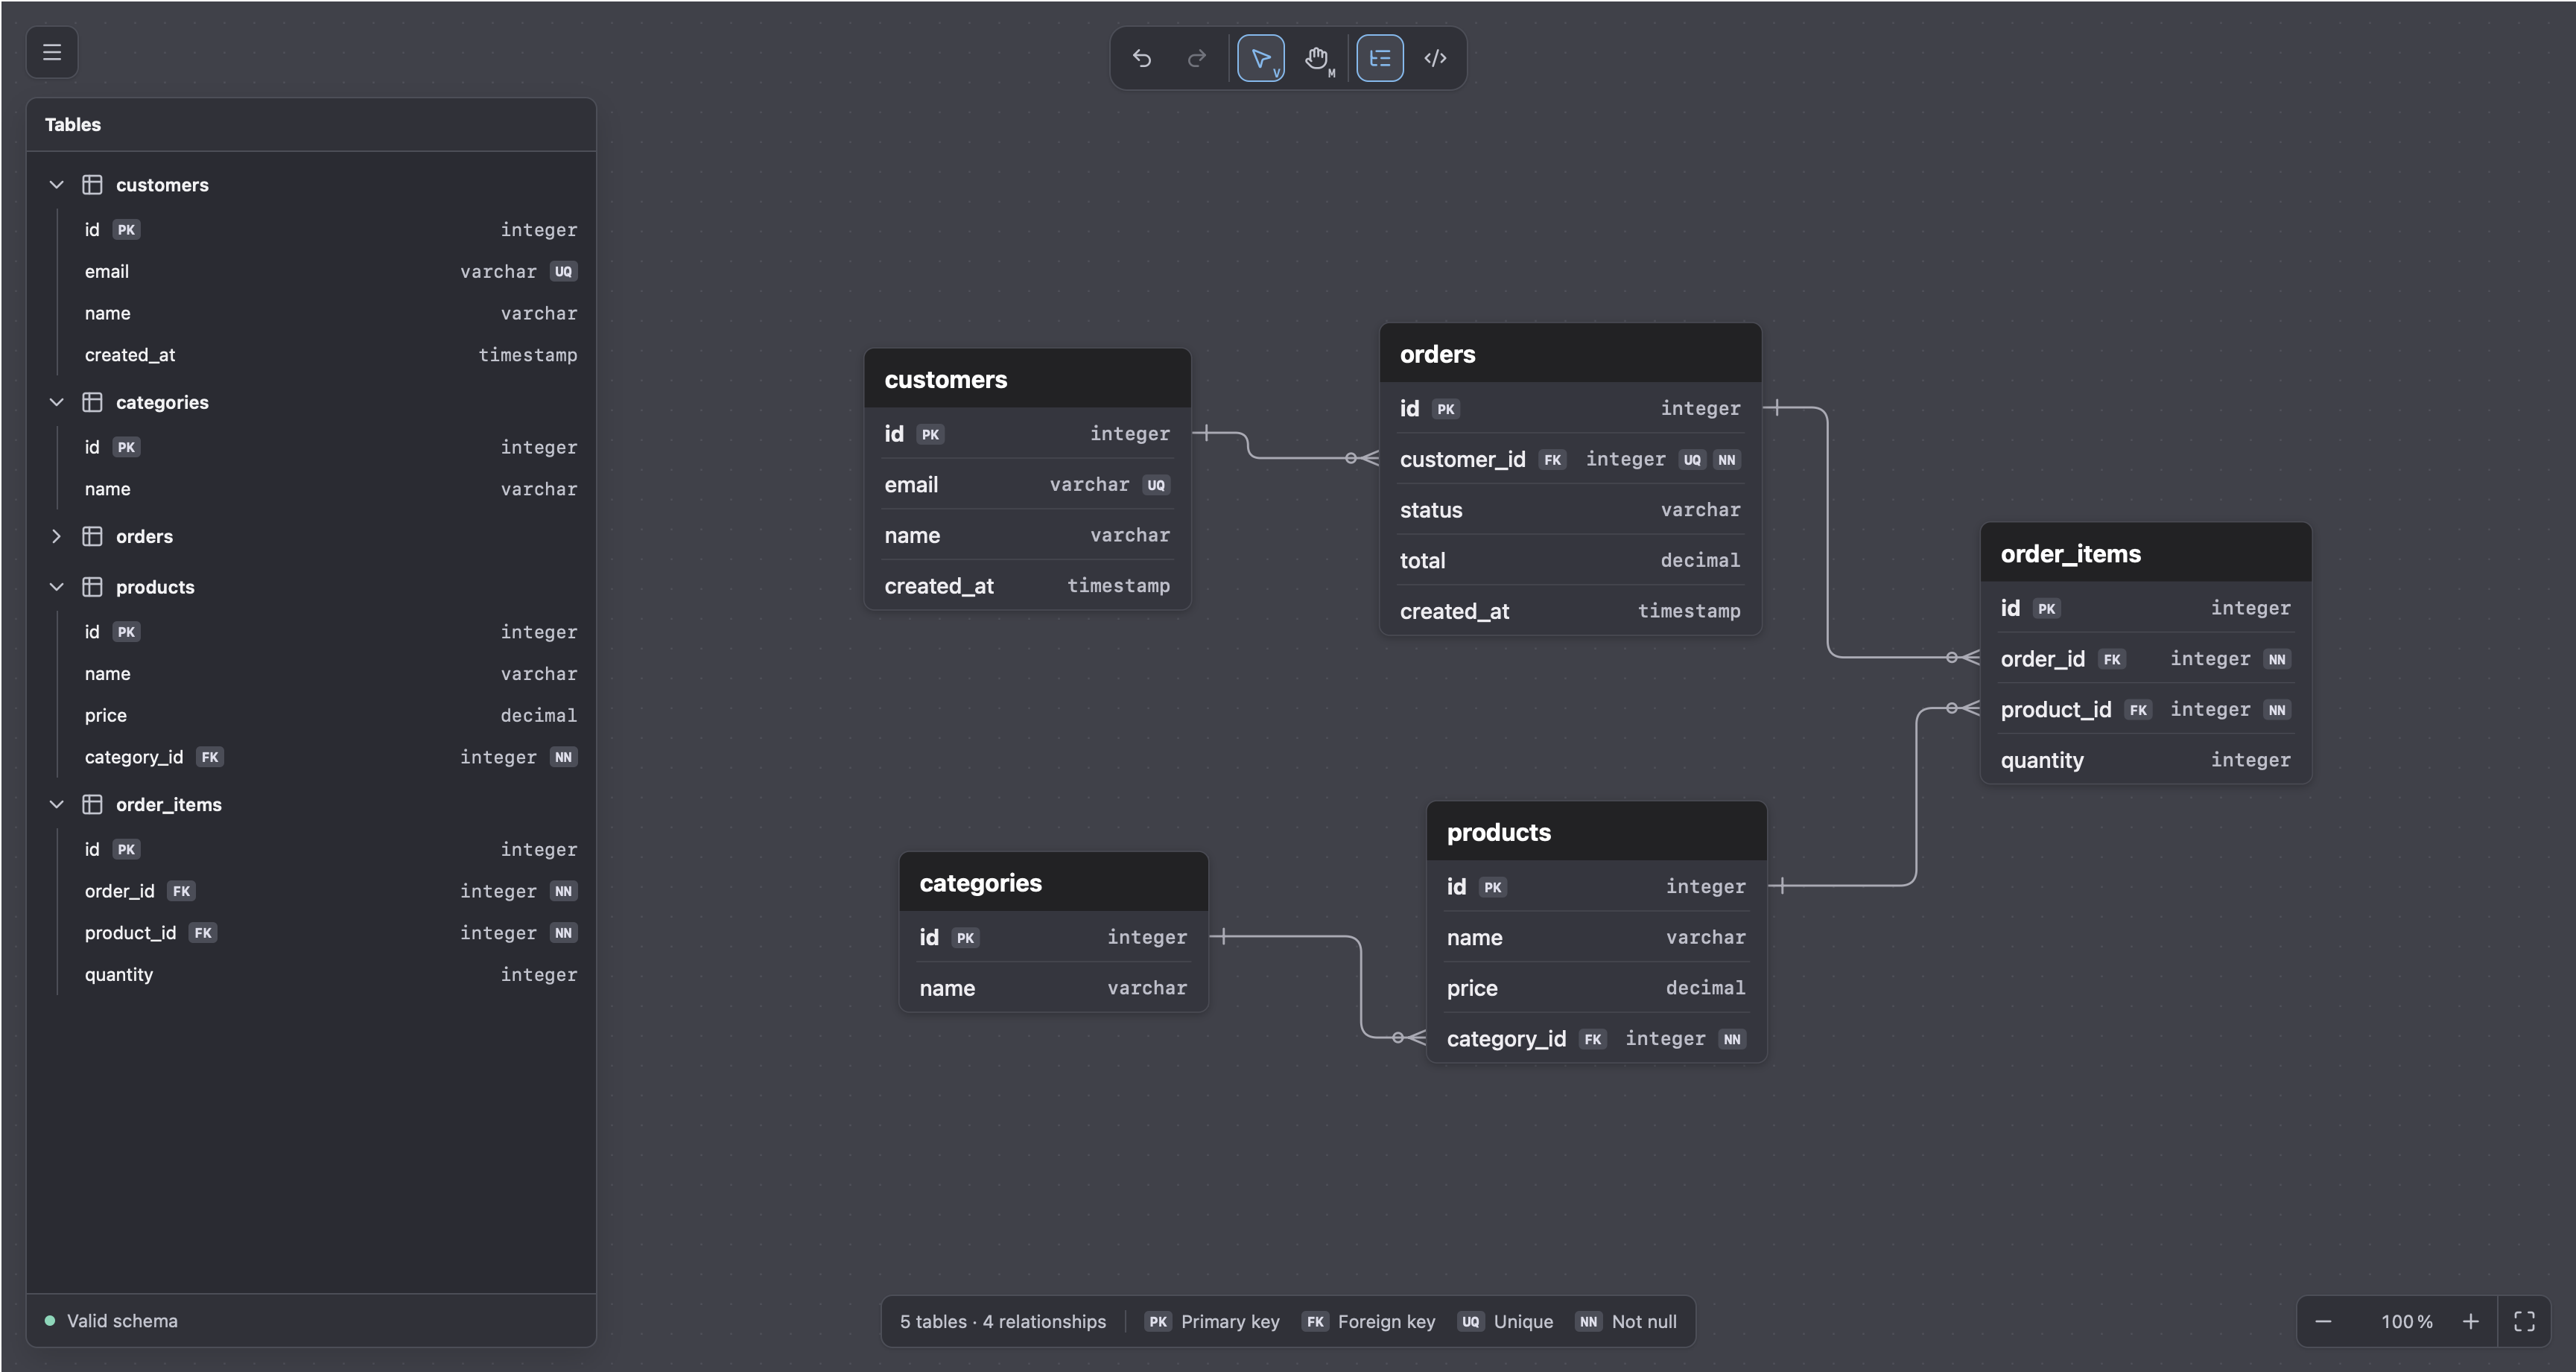 V
M
Tables
customers
id PK integer
email varchar UQ
name varchar
created_at timestamp
categories
id PK integer
name varchar
orders
products
id PK integer
name varchar
price decimal
category_id FK integer NN
order_items
id PK integer
order_id FK integer NN
product_id FK integer NN
quantity integer
Valid schema
customers
id PK integer
email varchar UQ
name varchar
created_at timestamp
orders
id PK integer
customer_id FK integer UQ NN
status varchar
total decimal
created_at timestamp
order_items
id PK integer
order_id FK integer NN
product_id FK integer NN
quantity integer
categories
id PK integer
name varchar
products
id PK integer
name varchar
price decimal
category_id FK integer NN
5 tables · 4 relationships PK Primary key FK Foreign key UQ Unique NN Not null
− 100 % +